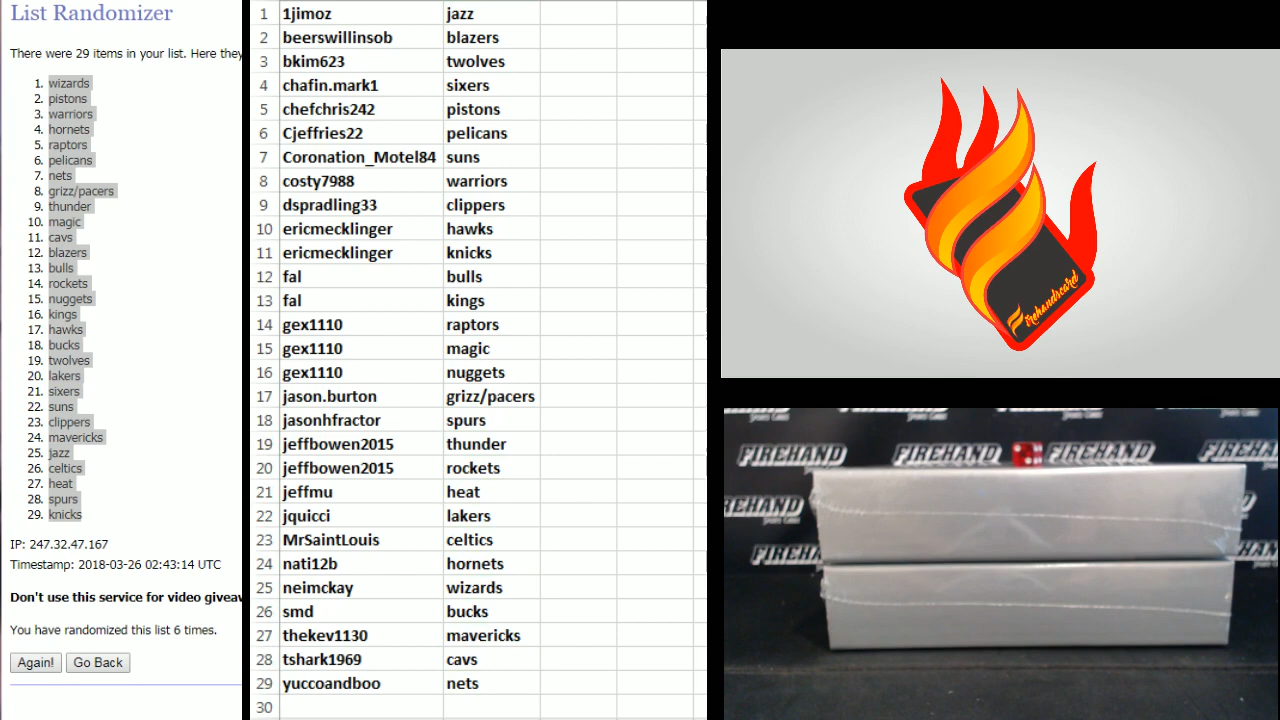 List Randomizer
There were 29 items in your list. Here they
1. wizards
2. pistons
3. warriors
4. hornets
5. raptors
6. pelicans
7. nets
8. grizz/pacers
9. thunder
10. magic
11. cavs
12. blazers
13. bulls
14. rockets
15. nuggets
16. kings
17. hawks
18. bucks
19. twolves
20. lakers
21. sixers
22. suns
23. clippers
24. mavericks
25. jazz
26. celtics
27. heat
28. spurs
29. knicks
IP: 247.32.47.167
Timestamp: 2018-03-26 02:43:14 UTC
Don't use this service for video giveaw
You have randomized this list 6 times.
Again! Go Back
1 1jimoz jazz
2 beerswillinsob blazers
3 bkim623 twolves
4 chafin.mark1 sixers
5 chefchris242 pistons
6 Cjeffries22 pelicans
7 Coronation_Motel84 suns
8 costy7988 warriors
9 dspradling33 clippers
10 ericmecklinger hawks
11 ericmecklinger knicks
12 fal bulls
13 fal kings
14 gex1110 raptors
15 gex1110 magic
16 gex1110 nuggets
17 jason.burton grizz/pacers
18 jasonhfractor spurs
19 jeffbowen2015 thunder
20 jeffbowen2015 rockets
21 jeffmu heat
22 jquicci lakers
23 MrSaintLouis celtics
24 nati12b hornets
25 neimckay wizards
26 smd bucks
27 thekev1130 mavericks
28 tshark1969 cavs
29 yuccoandboo nets
30
Firehandscard
FIREHAND FIREHAND FIREHAND FIREHAND
REHAND
FIREHAND